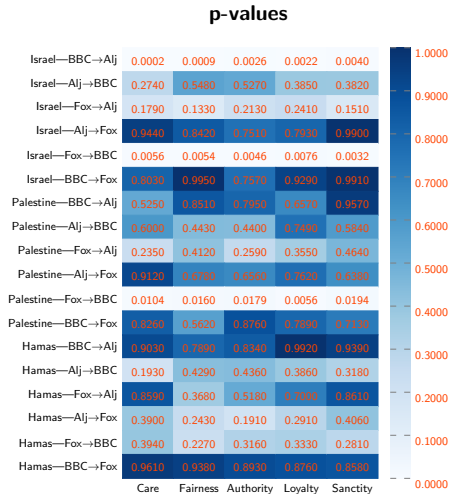 p-values
Israel—BBC→Alj 0.0002 0.0009 0.0026 0.0022 0.0040
Israel—Alj→BBC 0.2740 0.5480 0.5270 0.3850 0.3820
Israel—Fox→Alj 0.1790 0.1330 0.2130 0.2410 0.1510
Israel—Alj→Fox 0.9440 0.8420 0.7510 0.7930 0.9900
Israel—Fox→BBC 0.0056 0.0054 0.0046 0.0076 0.0032
Israel—BBC→Fox 0.8030 0.9950 0.7570 0.9290 0.9910
Palestine—BBC→Alj 0.5250 0.8510 0.7950 0.9570
Palestine—Alj→BBC 0.6000 0.4430 0.4400 0.7490 0.5840
Palestine—Fox→Alj 0.2350 0.4120 0.2590 0.3550 0.4640
Palestine—Alj→Fox 0.9120 0.7620
Palestine—Fox→BBC 0.0104 0.0160 0.0179 0.0056 0.0194
Palestine—BBC→Fox 0.8260 0.5620 0.8760 0.7890 0.7130
Hamas—BBC→Alj 0.9030 0.7890 0.8340 0.9920 0.9390
Hamas—Alj→BBC 0.1930 0.4290 0.4360 0.3860 0.3180
Hamas—Fox→Alj 0.8590 0.3680 0.5180 0.8610
Hamas—Alj→Fox 0.3900 0.2430 0.1910 0.2910 0.4060
Hamas—Fox→BBC 0.3940 0.2270 0.3160 0.3330 0.2810
Hamas—BBC→Fox 0.9610 0.9380 0.8930 0.8760 0.8580
Care Fairness Authority Loyalty Sanctity
1.0000
0.9000
0.8000
0.7000
0.6000
0.5000
0.4000
0.3000
0.2000
0.1000
0.0000